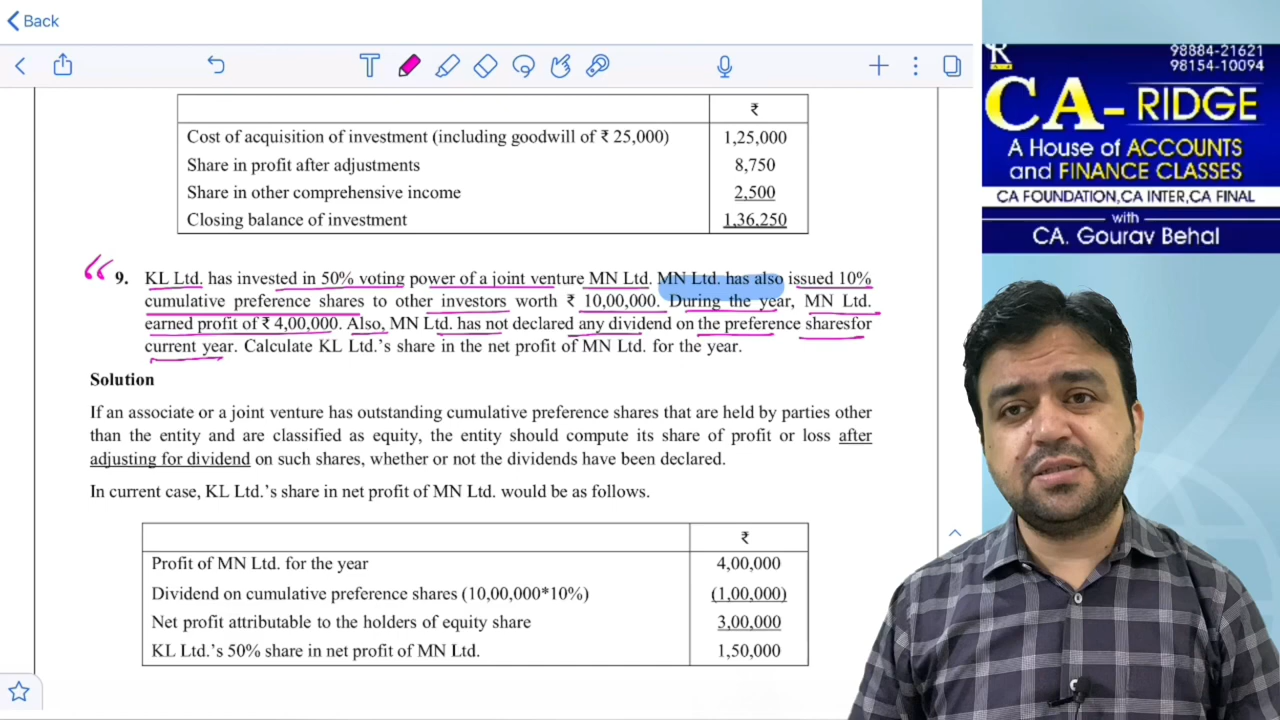 Back
₹
Cost of acquisition of investment (including goodwill of ₹ 25,000) 1,25,000
Share in profit after adjustments 8,750
Share in other comprehensive income 2,500
Closing balance of investment 1,36,250
9. KL Ltd. has invested in 50% voting power of a joint venture MN Ltd. MN Ltd. has also issued 10%
cumulative preference shares to other investors worth ₹ 10,00,000. During the year, MN Ltd.
earned profit of ₹ 4,00,000. Also, MN Ltd. has not declared any dividend on the preference sharesfor
current year. Calculate KL Ltd.'s share in the net profit of MN Ltd. for the year.
Solution
If an associate or a joint venture has outstanding cumulative preference shares that are held by parties other
than the entity and are classified as equity, the entity should compute its share of profit or loss after
adjusting for dividend on such shares, whether or not the dividends have been declared.
In current case, KL Ltd.'s share in net profit of MN Ltd. would be as follows.
₹
Profit of MN Ltd. for the year 4,00,000
Dividend on cumulative preference shares (10,00,000*10%) (1,00,000)
Net profit attributable to the holders of equity share 3,00,000
KL Ltd.'s 50% share in net profit of MN Ltd. 1,50,000
98884-21621
98154-10094
CA- RIDGE
A House of ACCOUNTS
and FINANCE CLASSES
CA FOUNDATION,CA INTER,CA FINAL
with
CA. Gourav Behal